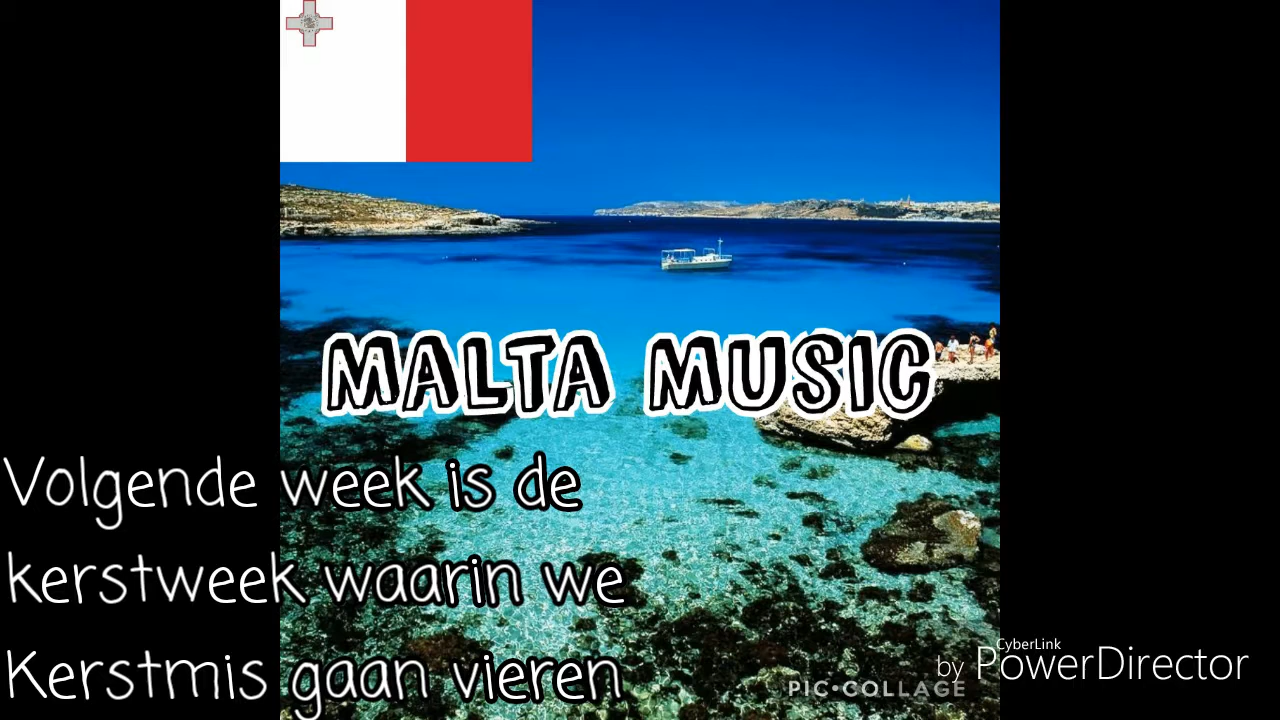 MALTA MUSIC
Volgende week is de
kerstweek waarin we
Kerstmis gaan vieren
CyberLink
by PowerDirector
PIC•COLLAGE